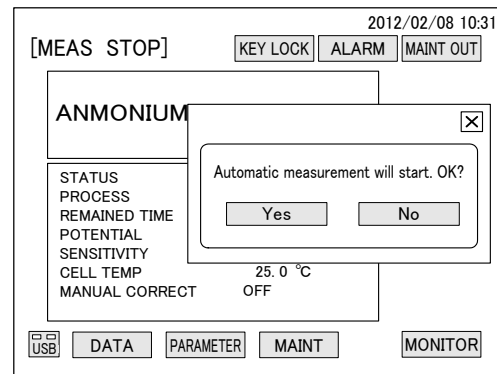 2012/02/08 10:31
[MEAS STOP] KEY LOCK ALARM MAINT OUT
ANMONIUM
Automatic measurement will start. OK?
Yes No
STATUS
PROCESS
REMAINED TIME
POTENTIAL
SENSITIVITY
CELL TEMP 25.0 ℃
MANUAL CORRECT OFF
USB DATA PARAMETER MAINT MONITOR